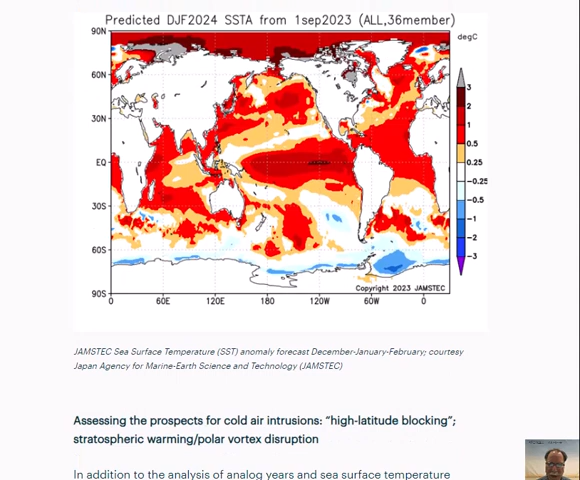 Predicted DJF2024 SSTA from 1sep2023 (ALL,36member)
degC
90N
60N
30N
EQ
30S
60S
90S
0 60E 120E 180 120W 60W 0
3
2
1
0.5
0.25
-0.25
-0.5
-1
-2
-3
Copyright 2023 JAMSTEC
JAMSTEC Sea Surface Temperature (SST) anomaly forecast December-January-February; courtesy
Japan Agency for Marine-Earth Science and Technology (JAMSTEC)
Assessing the prospects for cold air intrusions: “high-latitude blocking”;
stratospheric warming/polar vortex disruption
In addition to the analysis of analog years and sea surface temperature